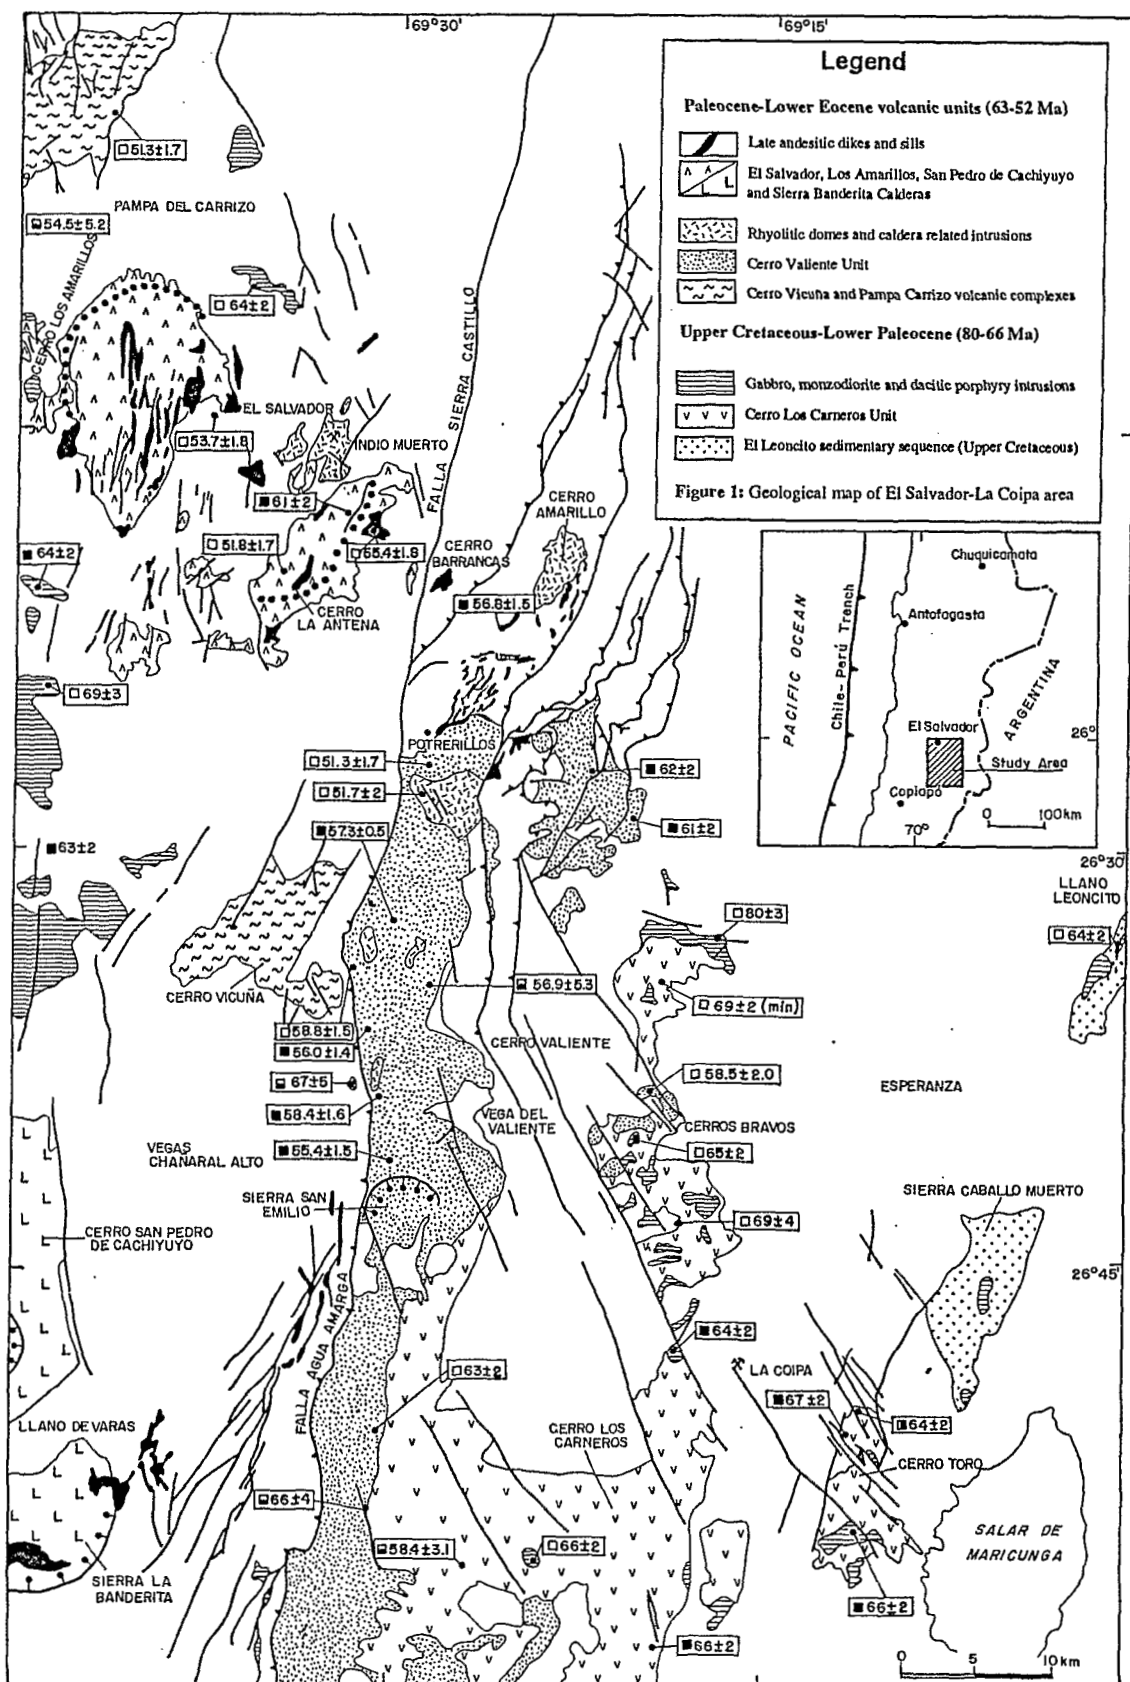 69°30'
69°15'
Legend
Paleocene-Lower Eocene volcanic units (63-52 Ma)
Late andesitic dikes and sills
El Salvador, Los Amarillos, San Pedro de Cachiyuyo
and Sierra Banderita Calderas
Rhyolitic domes and caldera related intrusions
Cerro Valiente Unit
Cerro Vicuña and Pampa Carrizo volcanic complexes
Upper Cretaceous-Lower Paleocene (80-66 Ma)
Gabbro, monzodiorite and dacitic porphyry intrusions
Cerro Los Carneros Unit
El Leoncito sedimentary sequence (Upper Cretaceous)
Figure 1: Geological map of El Salvador-La Coipa area
51.3±1.7
PAMPA DEL CARRIZO
54.5±5.2
CERRO LOS AMARILLOS
64±2
FALLA SIERRA CASTILLO
EL SALVADOR
53.7±1.8
INDIO MUERTO
61±2
CERRO
AMARILLO
64±2
51.8±1.7
65.4±1.8
CERRO
BARRANCAS
56.8±1.5
CERRO
LA ANTENA
69±3
Chuquicamata
Antofagasta
PACIFIC OCEAN
Chile-Perú Trench
ARGENTINA
El Salvador
26°
Study Area
Copiapó
70°
0 100km
POTRERILLOS
51.3±1.7
62±2
51.7±2
57.3±0.5
61±2
63±2
26°30'
LLANO
LEONCITO
80±3
64±2
CERRO VICUÑA
56.9±5.3
69±2 (min)
58.8±1.5
56.0±1.4
CERRO VALIENTE
67±5
58.5±2.0
ESPERANZA
58.4±1.6
VEGA DEL
VALIENTE
CERROS BRAVOS
VEGAS
CHAÑARAL ALTO
55.4±1.5
65±2
SIERRA SAN
EMILIO
SIERRA CABALLO MUERTO
CERRO SAN PEDRO
DE CACHIYUYO
69±4
26°45'
FALLA AGUA AMARGA
64±2
63±2
LA COIPA
67±2
64±2
LLANO DE VARAS
CERRO LOS
CARNEROS
CERRO TORO
66±4
SALAR DE
MARICUNGA
58.4±3.1
66±2
SIERRA LA
BANDERITA
66±2
66±2
0 5 10 km